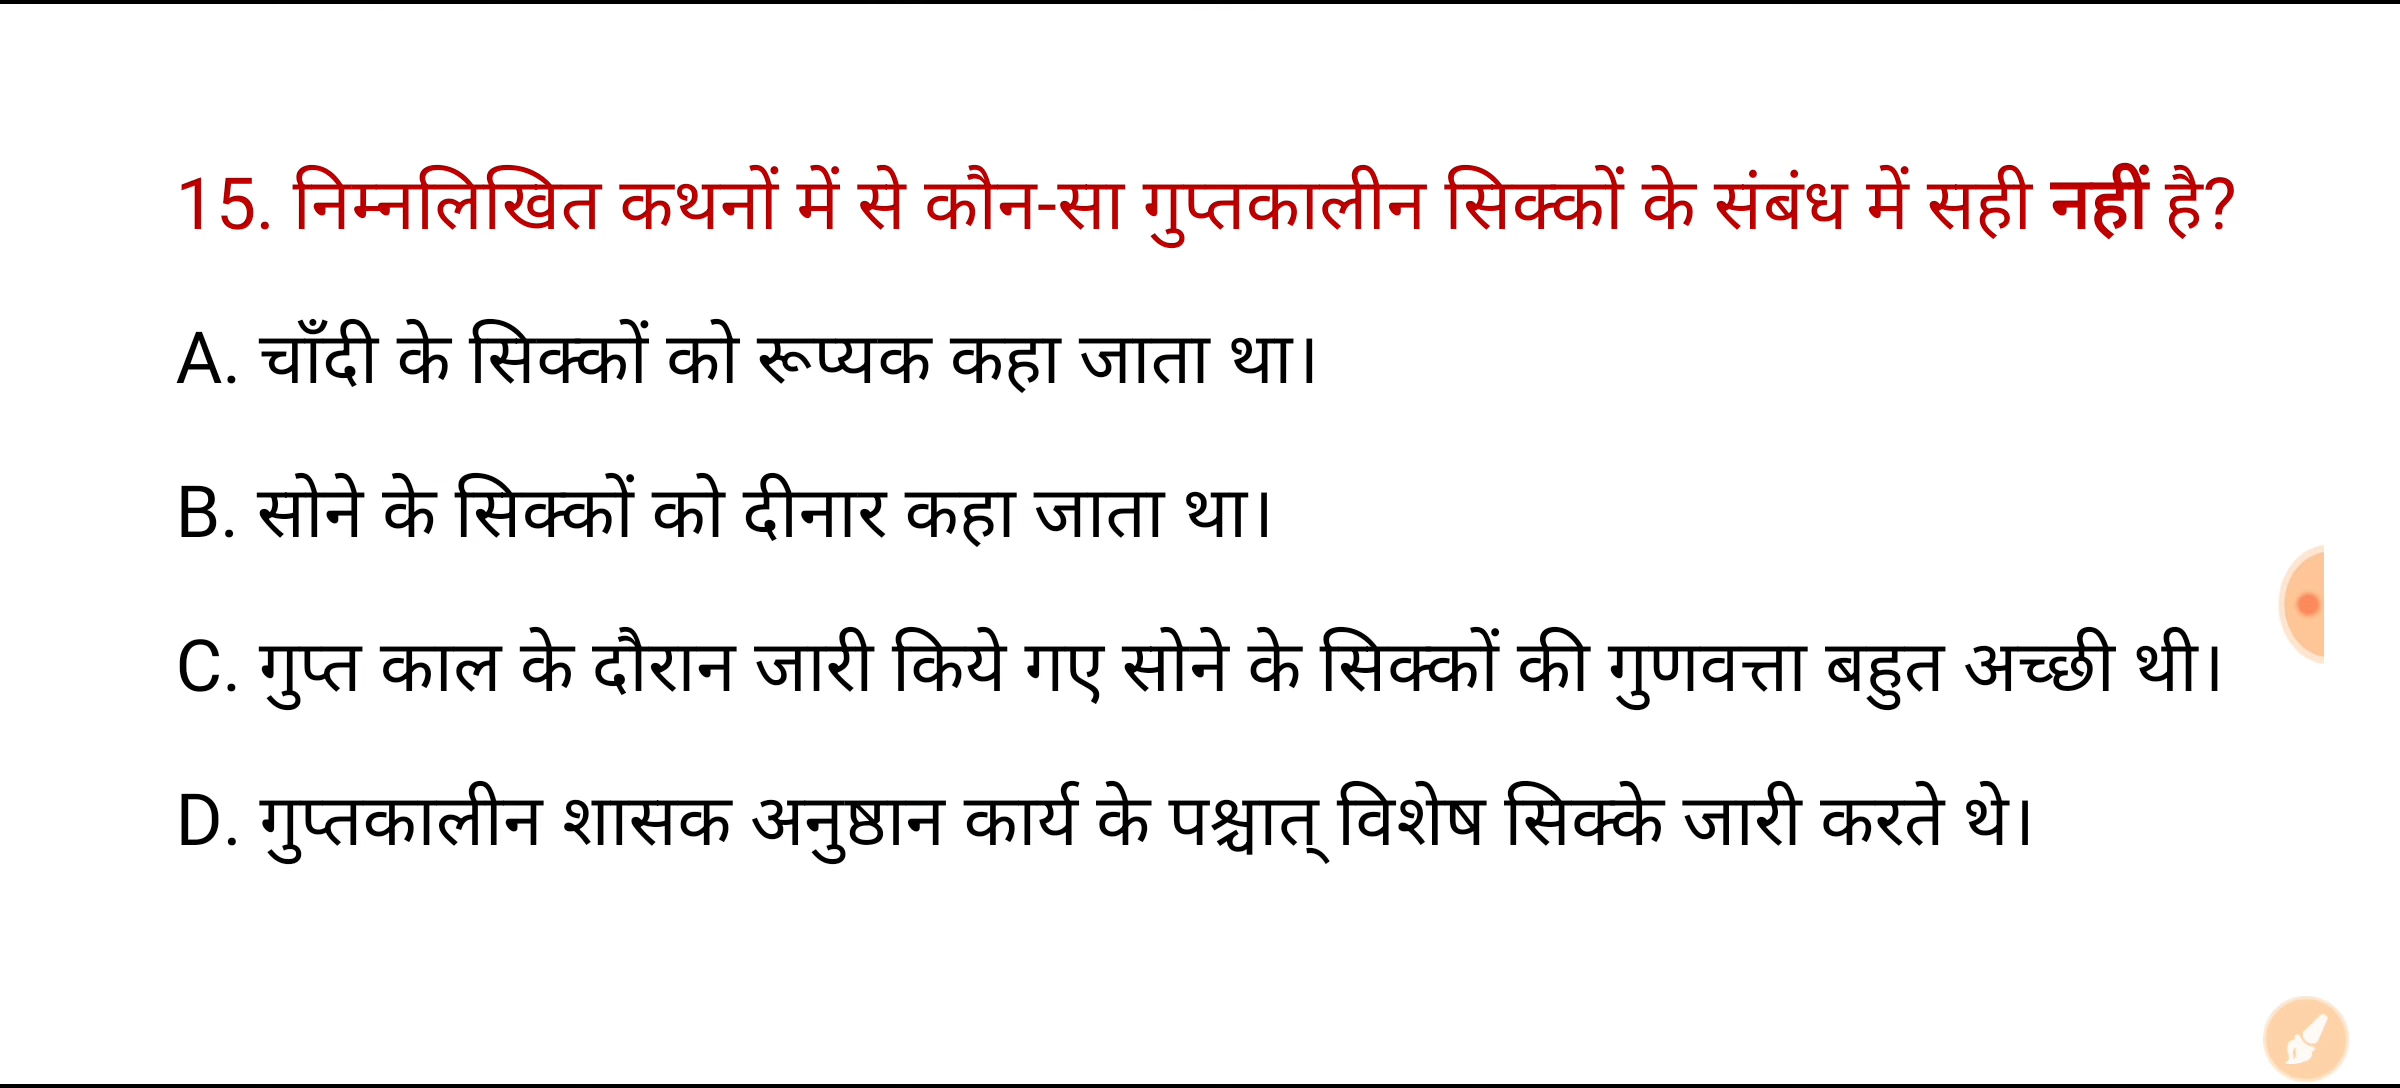 15. निम्नलिखित कथनों में से कौन-सा गुप्तकालीन सिक्कों के संबंध में सही नहीं है?
A. चाँदी के सिक्कों को रूप्यक कहा जाता था।
B. सोने के सिक्कों को दीनार कहा जाता था।
C. गुप्त काल के दौरान जारी किये गए सोने के सिक्कों की गुणवत्ता बहुत अच्छी थी।
D. गुप्तकालीन शासक अनुष्ठान कार्य के पश्चात् विशेष सिक्के जारी करते थे।